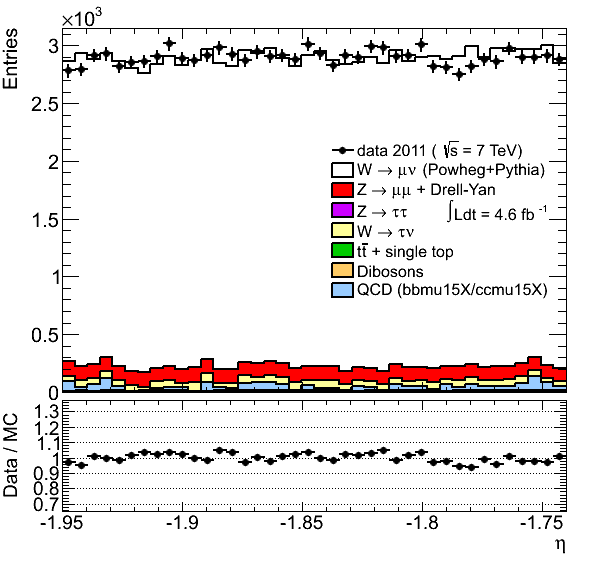 ×10³
Entries
3
2.5
2
1.5
1
0.5
0
data 2011 ( √s = 7 TeV)
W → μν (Powheg+Pythia)
Z → μμ + Drell-Yan
Z → ττ
∫Ldt = 4.6 fb⁻¹
W → τν
tt̄ + single top
Dibosons
QCD (bbmu15X/ccmu15X)
Data / MC
1.3
1.2
1.1
1
0.9
0.8
0.7
-1.95 -1.9 -1.85 -1.8 -1.75
η